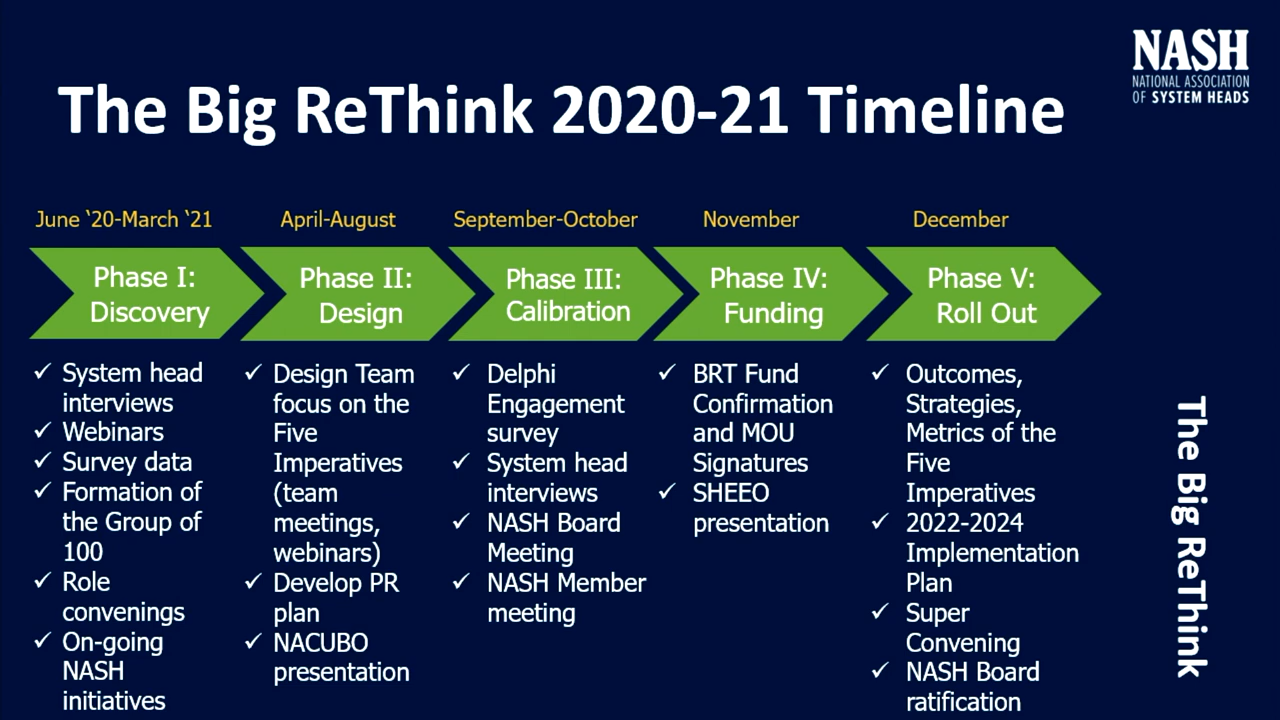 NASH
NATIONAL ASSOCIATION
OF SYSTEM HEADS
The Big ReThink 2020-21 Timeline
June ‘20-March ‘21
Phase I:
Discovery
✓ System head
interviews
✓ Webinars
✓ Survey data
✓ Formation of
the Group of
100
✓ Role
convenings
✓ On-going
NASH
initiatives
April-August
Phase II:
Design
✓ Design Team
focus on the
Five
Imperatives
(team
meetings,
webinars)
✓ Develop PR
plan
✓ NACUBO
presentation
September-October
Phase III:
Calibration
✓ Delphi
Engagement
survey
✓ System head
interviews
✓ NASH Board
Meeting
✓ NASH Member
meeting
November
Phase IV:
Funding
✓ BRT Fund
Confirmation
and MOU
Signatures
✓ SHEEO
presentation
December
Phase V:
Roll Out
✓ Outcomes,
Strategies,
Metrics of the
Five
Imperatives
✓ 2022-2024
Implementation
Plan
✓ Super
Convening
✓ NASH Board
ratification
The Big ReThink